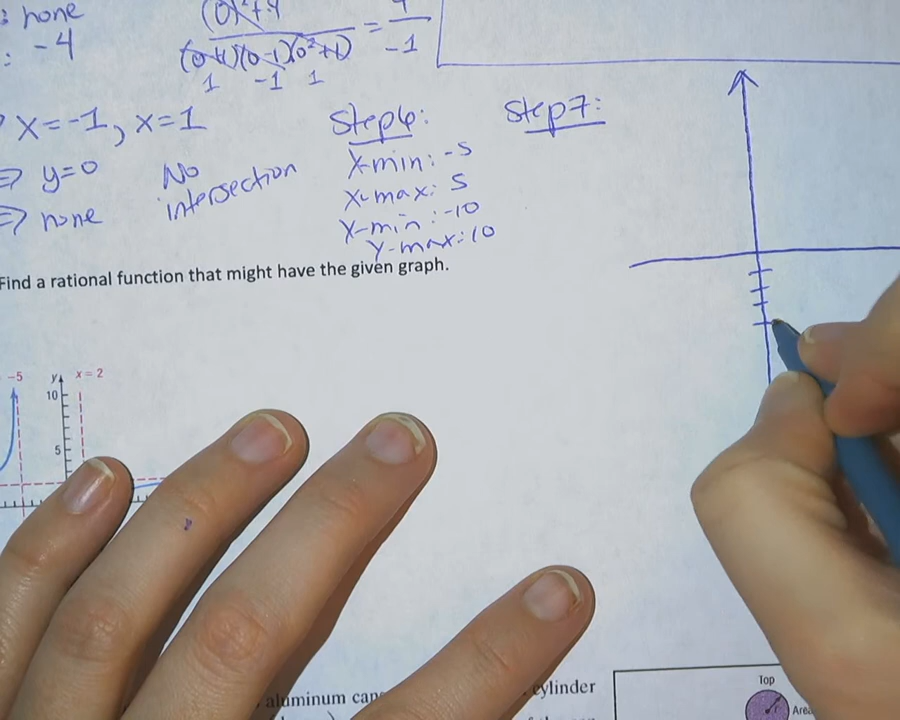 : none
: -4
(0)²+4
(0+1)(0-1)(0²+1) = 4/-1
1 -1 1
x=-1, x=1
⇒ y=0 No intersection
⇒ none
Step6:
X-min: -5
X-max: 5
Y-min: -10
Y-max: 10
Step7:
Find a rational function that might have the given graph.
-5
y
x = 2
10
5
aluminum
cylinder
Top